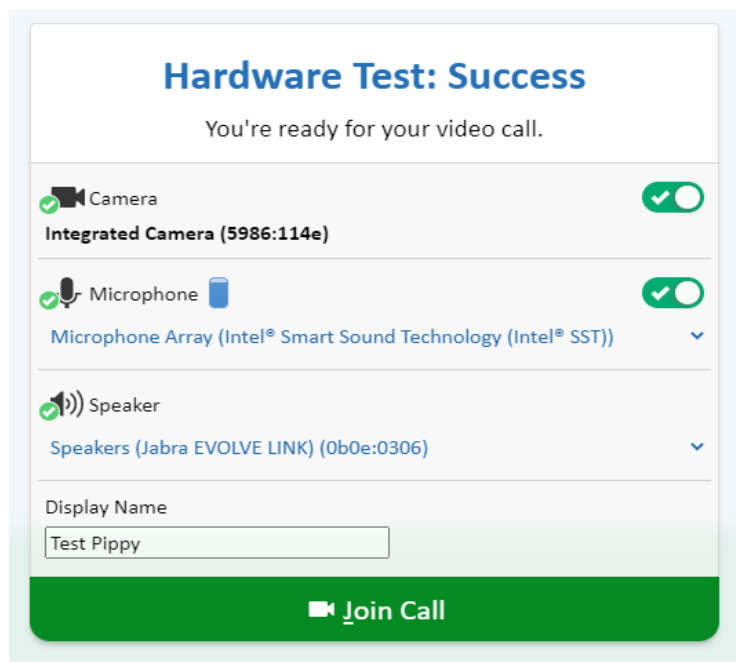 Hardware Test: Success
You're ready for your video call.
Camera
Integrated Camera (5986:114e)
Microphone
Microphone Array (Intel® Smart Sound Technology (Intel® SST))
Speaker
Speakers (Jabra EVOLVE LINK) (0b0e:0306)
Display Name
Test Pippy
Join Call